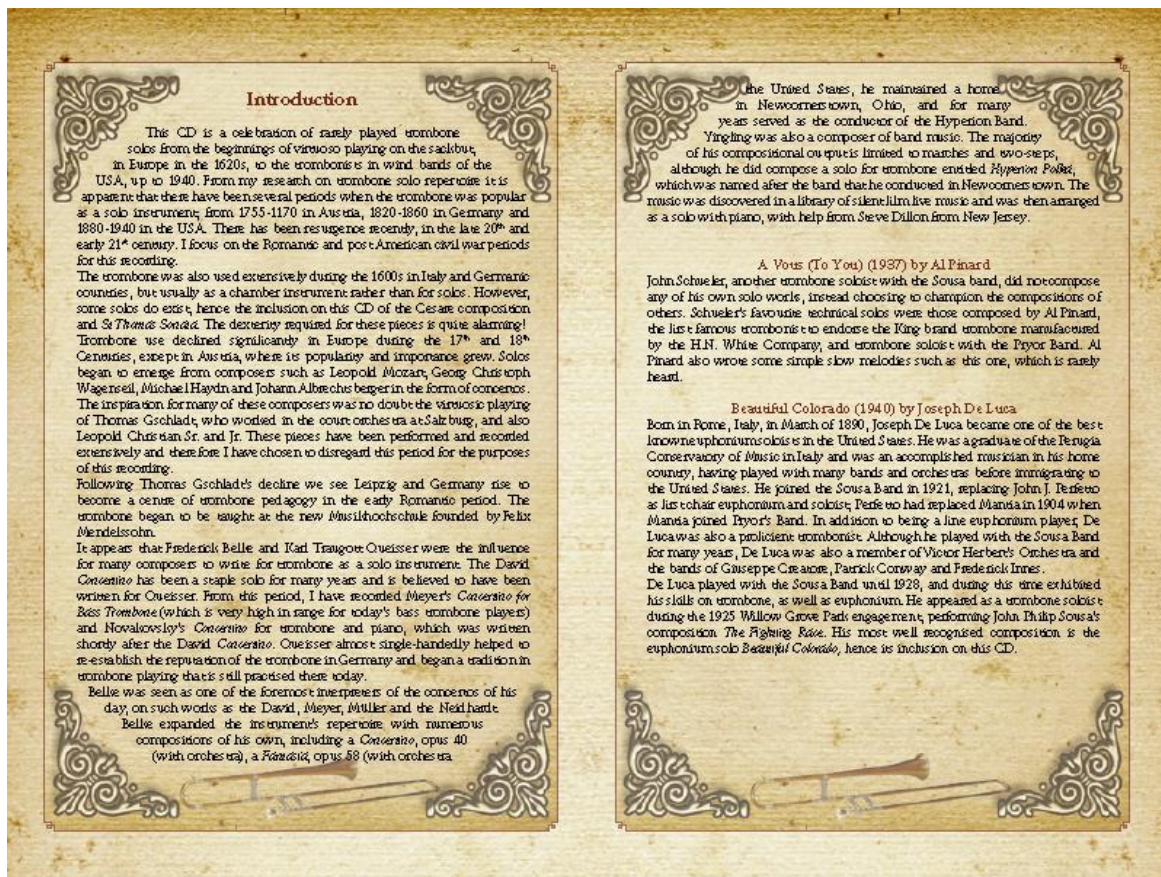 Introduction
This CD is a celebration of rarely played trombone
solos from the beginnings of virtuoso playing on the sackbut,
in Europe in the 1620s, to the trombonists in wind bands of the
USA, up to 1940. From my research on trombone solo repertoire it is
apparent that there have been several periods when the trombone was popular
as a solo instrument; from 1755-1170 in Austria, 1820-1860 in Germany and
1880-1940 in the USA. There has been resurgence recently, in the late 20th and
early 21st century. I focus on the Romantic and post American civil war periods
for this recording.
The trombone was also used extensively during the 1600s in Italy and Germanic
countries, but usually as a chamber instrument rather than for solos. However,
some solos do exist, hence the inclusion on this CD of the Cesare composition
and St Thomas Sonata. The dexterity required for these pieces is quite alarming!
Trombone use declined significantly in Europe during the 17th and 18th
Centuries, except in Austria, where its popularity and importance grew. Solos
began to emerge from composers such as Leopold Mozart, Georg Christoph
Wagenseil, Michael Haydn and Johann Albrechtsberger in the form of concertos.
The inspiration for many of these composers was no doubt the virtuosic playing
of Thomas Gschladt, who worked in the court orchestra at Salzburg, and also
Leopold Christian Sr. and Jr. These pieces have been performed and recorded
extensively and therefore I have chosen to disregard this period for the purposes
of this recording.
Following Thomas Gschladt's decline we see Leipzig and Germany rise to
become a centre of trombone pedagogy in the early Romantic period. The
trombone began to be taught at the new Musikhochschule founded by Felix
Mendelssohn.
It appears that Frederick Belke and Karl Traugott Queisser were the influence
for many composers to write for trombone as a solo instrument. The David
Concertino has been a staple solo for many years and is believed to have been
written for Queisser. From this period, I have recorded Meyer's Concertino for
Bass Trombone (which is very high in range for today's bass trombone players)
and Novakovsky's Concertino for trombone and piano, which was written
shortly after the David Concertino. Queisser almost single-handedly helped to
re-establish the reputation of the trombone in Germany and began a tradition in
trombone playing that is still practised there today.
Belke was seen as one of the foremost interpreters of the concertos of his
day, on such works as the David, Meyer, Müller and the Neidhardt.
Belke expanded the instrument's repertoire with numerous
compositions of his own, including a Concertino, opus 40
(with orchestra), a Fantasia, opus 58 (with orchestra
the United States, he maintained a home
in Newcomerstown, Ohio, and for many
years served as the conductor of the Hyperion Band.
Yingling was also a composer of band music. The majority
of his compositional output is limited to marches and two-steps,
although he did compose a solo for trombone entitled Hyperion Polka,
which was named after the band that he conducted in Newcomerstown. The
music was discovered in a library of silent film live music and was then arranged
as a solo with piano, with help from Steve Dillon from New Jersey.
A Vous (To You) (1937) by Al Pinard
John Schueler, another trombone soloist with the Sousa band, did not compose
any of his own solo works, instead choosing to champion the compositions of
others. Schueler's favourite technical solos were those composed by Al Pinard,
the first famous trombonist to endorse the King brand trombone manufactured
by the H.N. White Company, and trombone soloist with the Pryor Band. Al
Pinard also wrote some simple slow melodies such as this one, which is rarely
heard.
Beautiful Colorado (1940) by Joseph De Luca
Born in Rome, Italy, in March of 1890, Joseph De Luca became one of the best
known euphonium soloists in the United States. He was a graduate of the Perugia
Conservatory of Music in Italy and was an accomplished musician in his home
country, having played with many bands and orchestras before immigrating to
the United States. He joined the Sousa Band in 1921, replacing John J. Perfetto
as first chair euphonium and soloist; Perfetto had replaced Mantia in 1904 when
Mantia joined Pryor's Band. In addition to being a fine euphonium player, De
Luca was also a proficient trombonist. Although he played with the Sousa Band
for many years, De Luca was also a member of Victor Herbert's Orchestra and
the bands of Giuseppe Creatore, Patrick Conway and Frederick Innes.
De Luca played with the Sousa Band until 1928, and during this time exhibited
his skills on trombone, as well as euphonium. He appeared as a trombone soloist
during the 1925 Willow Grove Park engagement, performing John Philip Sousa's
composition The Fighting Race. His most well recognised composition is the
euphonium solo Beautiful Colorado, hence its inclusion on this CD.